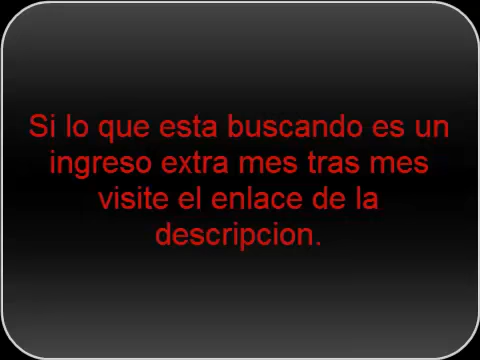 Si lo que esta buscando es un
ingreso extra mes tras mes
visite el enlace de la
descripcion.